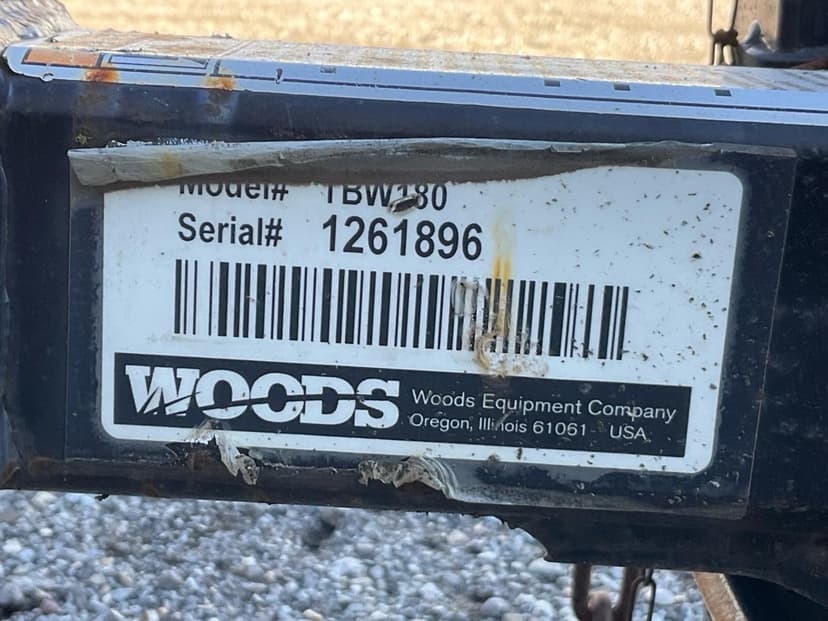 Model# TBW180
Serial# 1261896
WOODS
Woods Equipment Company
Oregon, Illinois 61061 USA